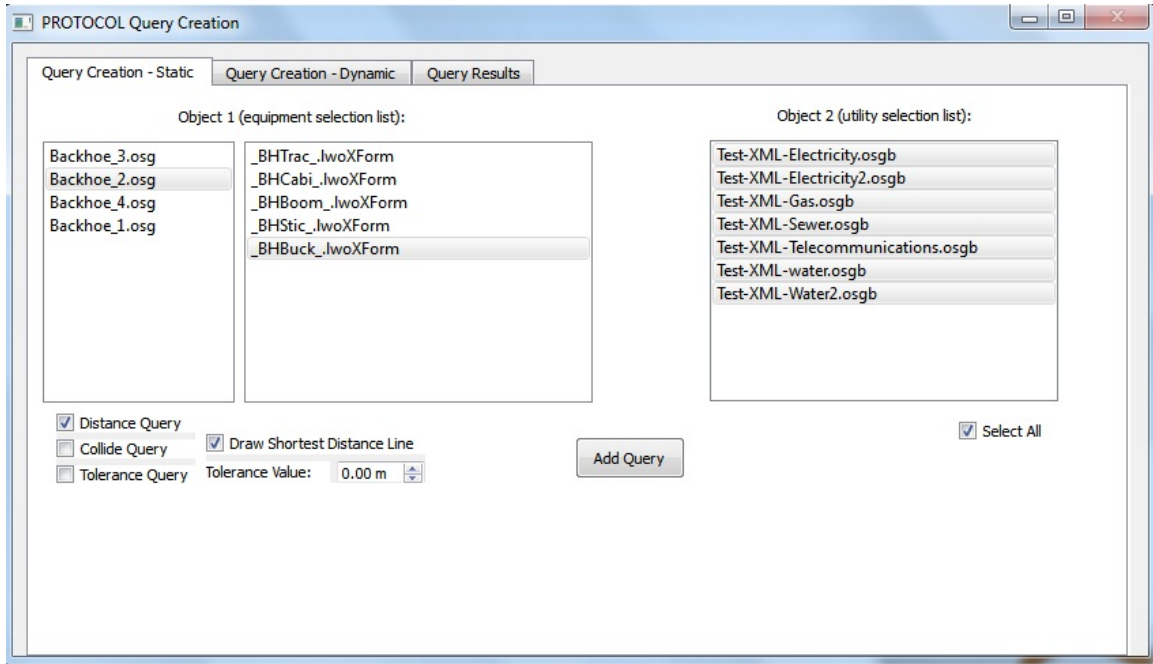 PROTOCOL Query Creation
Query Creation - Static
Query Creation - Dynamic
Query Results
Object 1 (equipment selection list):
Object 2 (utility selection list):
Backhoe_3.osg
Backhoe_2.osg
Backhoe_4.osg
Backhoe_1.osg
_BHTrac_.lwoXForm
_BHCabi_.lwoXForm
_BHBoom_.lwoXForm
_BHStic_.lwoXForm
_BHBuck_.lwoXForm
Test-XML-Electricity.osgb
Test-XML-Electricity2.osgb
Test-XML-Gas.osgb
Test-XML-Sewer.osgb
Test-XML-Telecommunications.osgb
Test-XML-water.osgb
Test-XML-Water2.osgb
Distance Query
Collide Query
Tolerance Query
Draw Shortest Distance Line
Tolerance Value: 0.00 m
Add Query
Select All